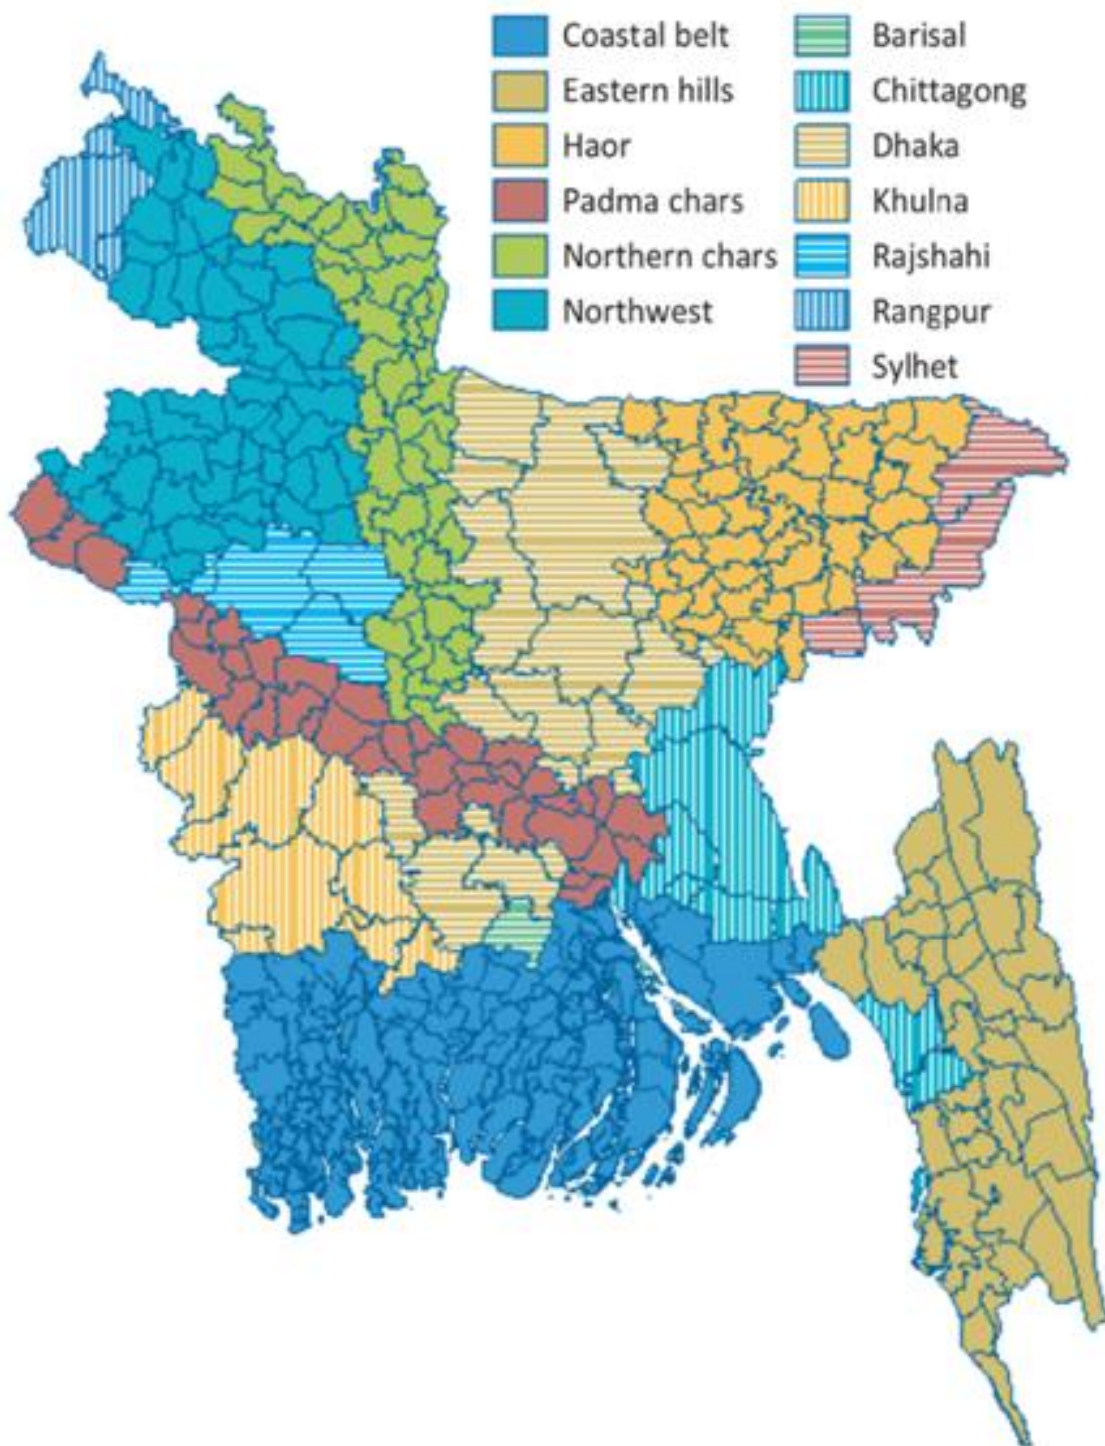 Coastal belt
Eastern hills
Haor
Padma chars
Northern chars
Northwest
Barisal
Chittagong
Dhaka
Khulna
Rajshahi
Rangpur
Sylhet